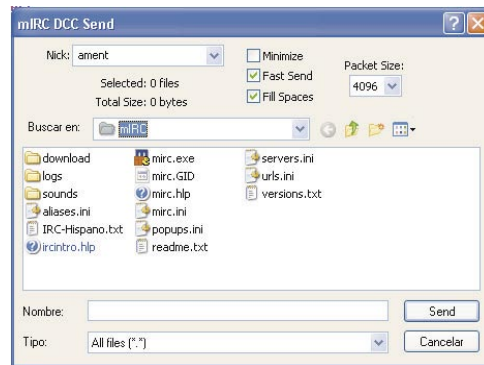 mIRC DCC Send
Nick: ament
Minimize
Packet Size:
Selected: 0 files
Fast Send
4096
Total Size: 0 bytes
Fill Spaces
Buscar en: mIRC
download
logs
sounds
aliases.ini
IRC-Hispano.txt
ircintro.hlp
mirc.exe
mirc.GID
mirc.hlp
mirc.ini
popups.ini
readme.txt
servers.ini
urls.ini
versions.txt
Nombre:
Send
Tipo: All files (*.*)
Cancelar